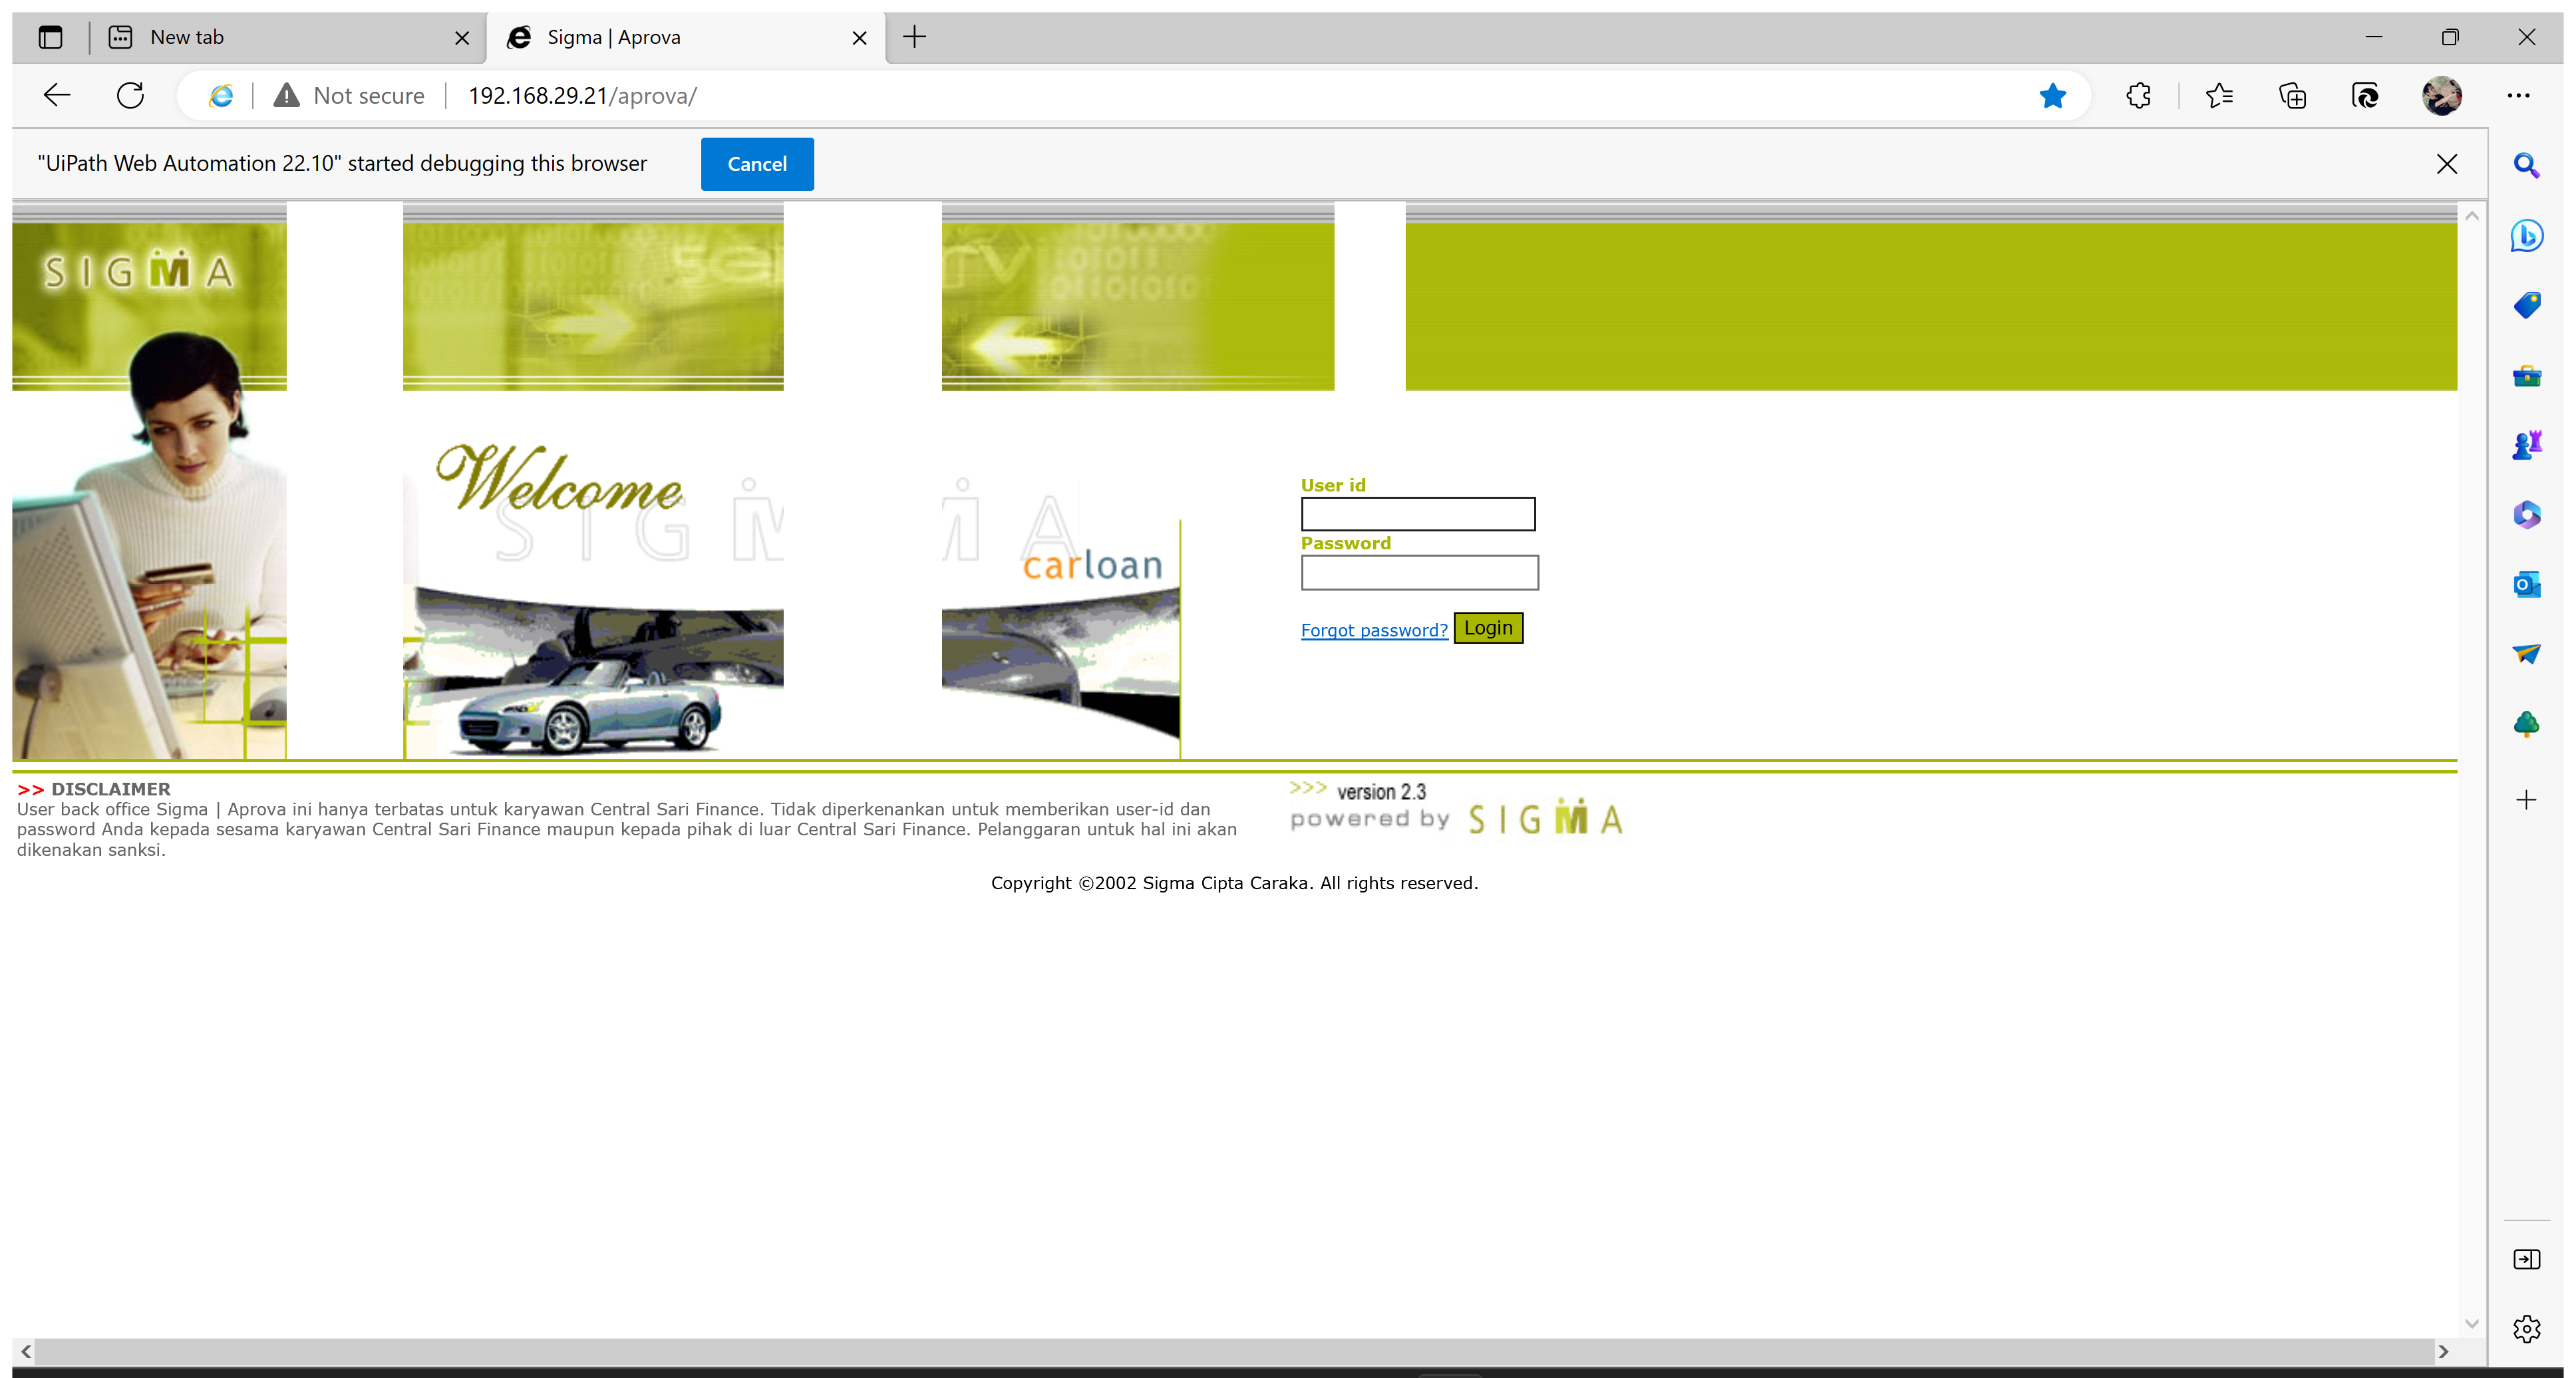 New tab
Sigma | Aprova
Not secure
192.168.29.21/aprova/
"UiPath Web Automation 22.10" started debugging this browser
Cancel
SIGMA
Welcome
SIGM
MA
carloan
User id
Password
Forgot password? Login
>> DISCLAIMER
User back office Sigma | Aprova ini hanya terbatas untuk karyawan Central Sari Finance. Tidak diperkenankan untuk memberikan user-id dan
password Anda kepada sesama karyawan Central Sari Finance maupun kepada pihak di luar Central Sari Finance. Pelanggaran untuk hal ini akan
dikenakan sanksi.
>>> version 2.3
powered by SIGMA
Copyright ©2002 Sigma Cipta Caraka. All rights reserved.